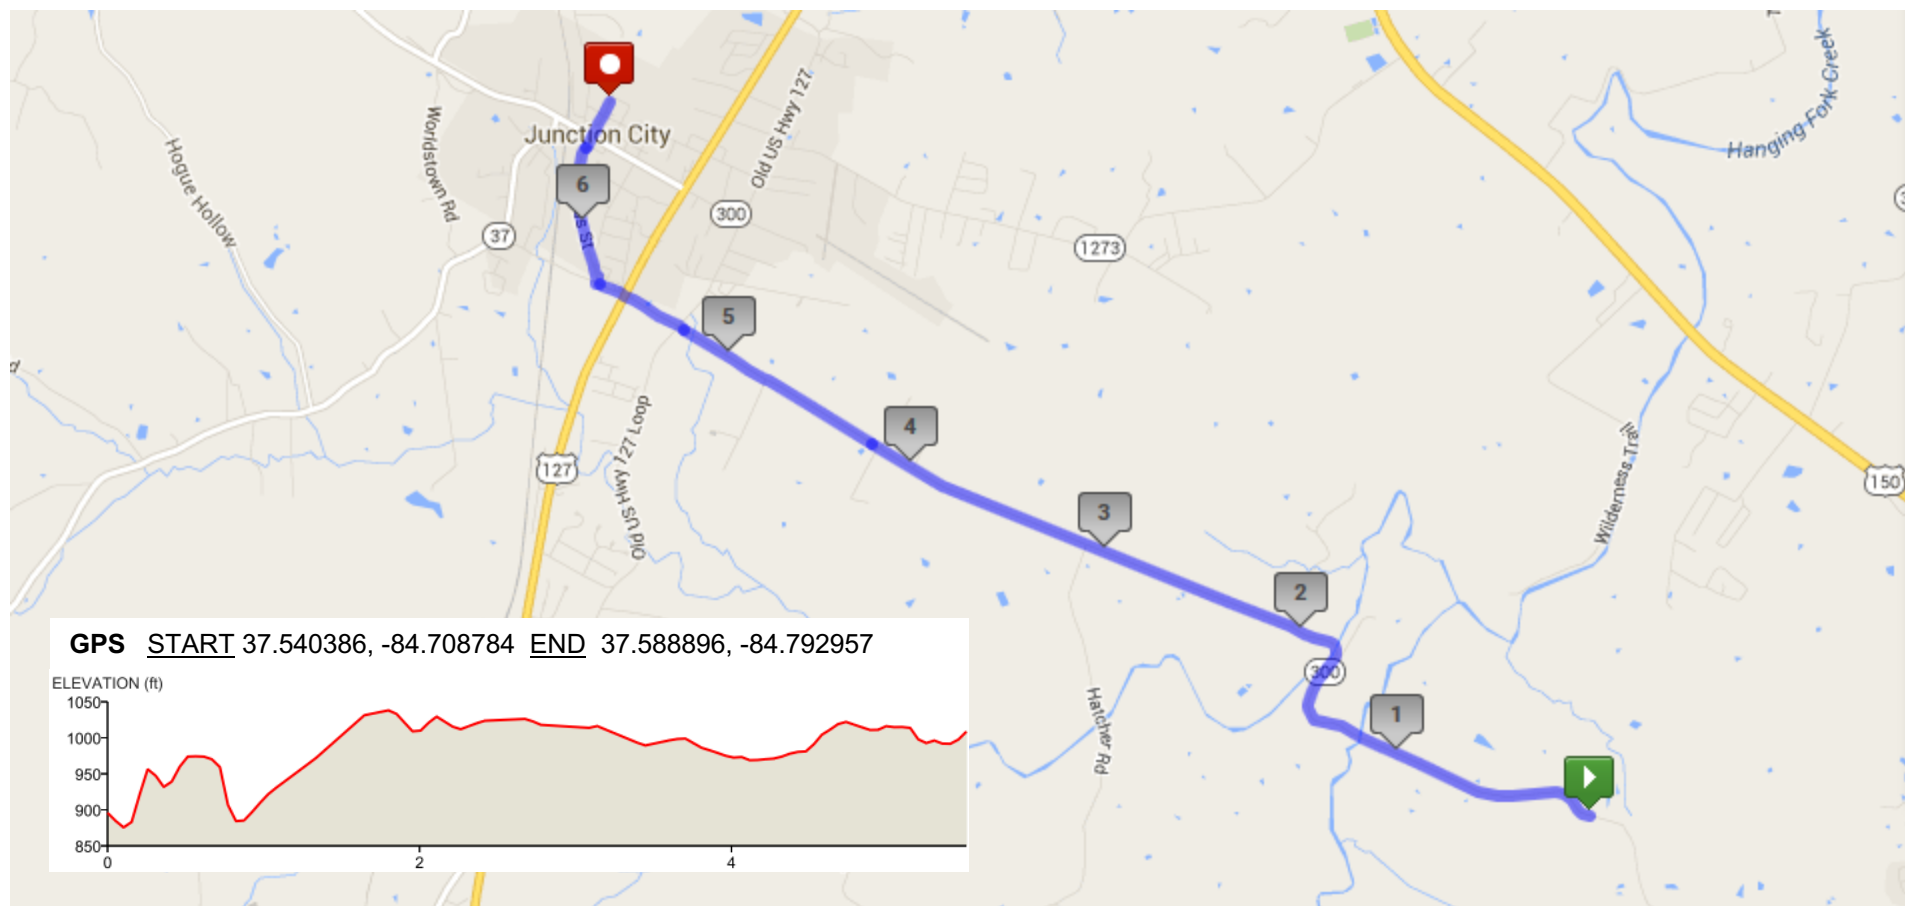 Junction City
Hogue Hollow
Worldstown Rd
Old US Hwy 127
Hanging Fork Creek
6
37
300
1273
s St
5
d
Old US Hwy 127 Loop
4
127
Wilderness Trail
150
3
2
300
1
Hatcher Rd
GPS START 37.540386, -84.708784 END 37.588896, -84.792957
ELEVATION (ft)
1050
1000
950
900
850
0 2 4